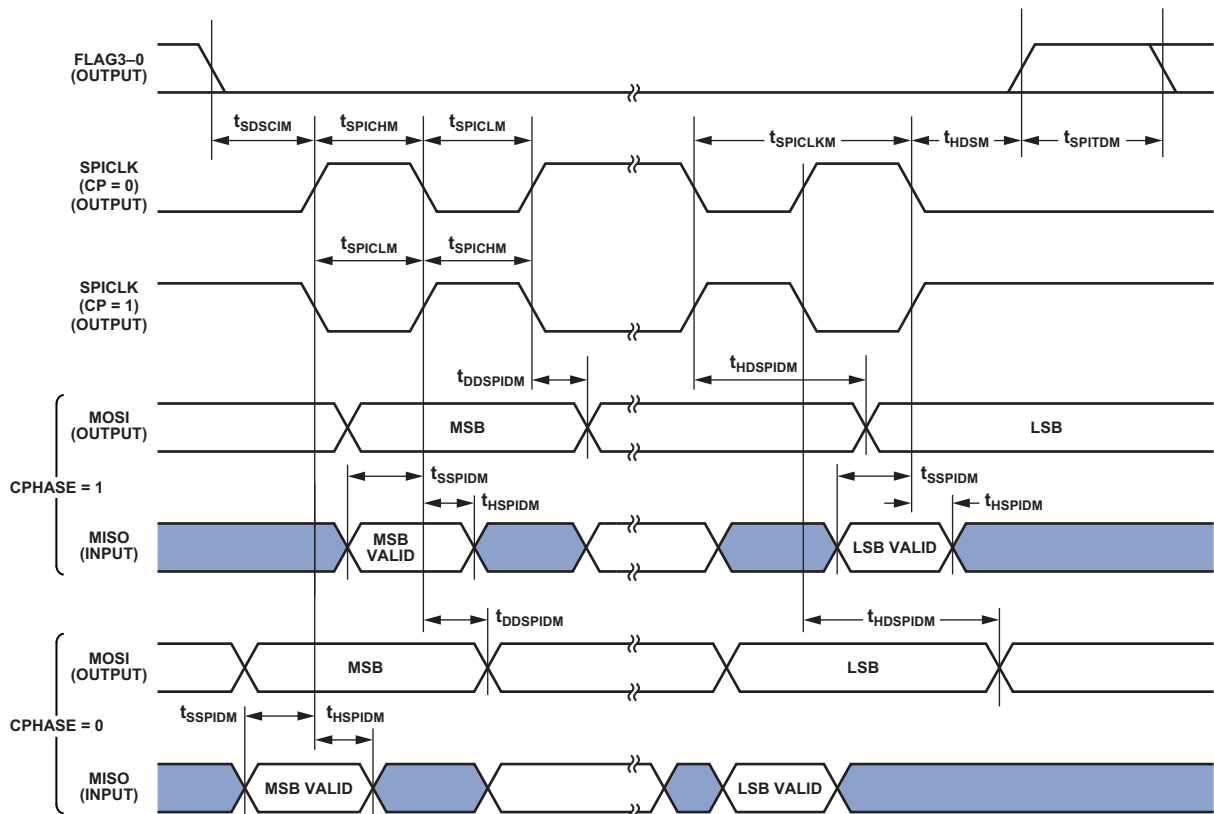 FLAG3–0
(OUTPUT)
tSDSCIM
tSPICHM
tSPICLM
tSPICLKM
tHDSM
tSPITDM
SPICLK
(CP = 0)
(OUTPUT)
tSPICLM
tSPICHM
SPICLK
(CP = 1)
(OUTPUT)
tDDSPIDM
tHDSPIDM
CPHASE = 1
MOSI
(OUTPUT)
MSB
LSB
tSSPIDM
tHSPIDM
tSSPIDM
tHSPIDM
MISO
(INPUT)
MSB
VALID
LSB VALID
tDDSPIDM
tHDSPIDM
CPHASE = 0
MOSI
(OUTPUT)
MSB
LSB
tSSPIDM
tHSPIDM
MISO
(INPUT)
MSB VALID
LSB VALID